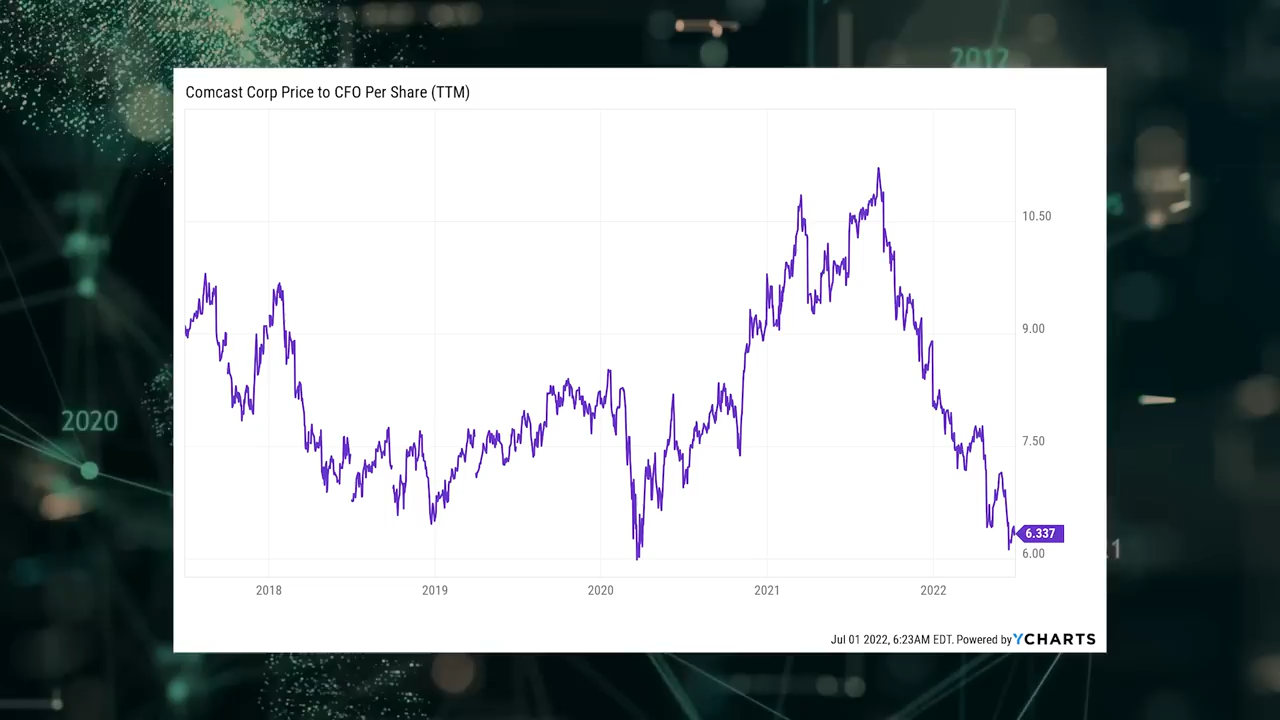 2012
Comcast Corp Price to CFO Per Share (TTM)
10.50
9.00
2020
7.50
6.337
6.00
2018 2019 2020 2021 2022
Jul 01 2022, 6:23AM EDT. Powered by YCHARTS